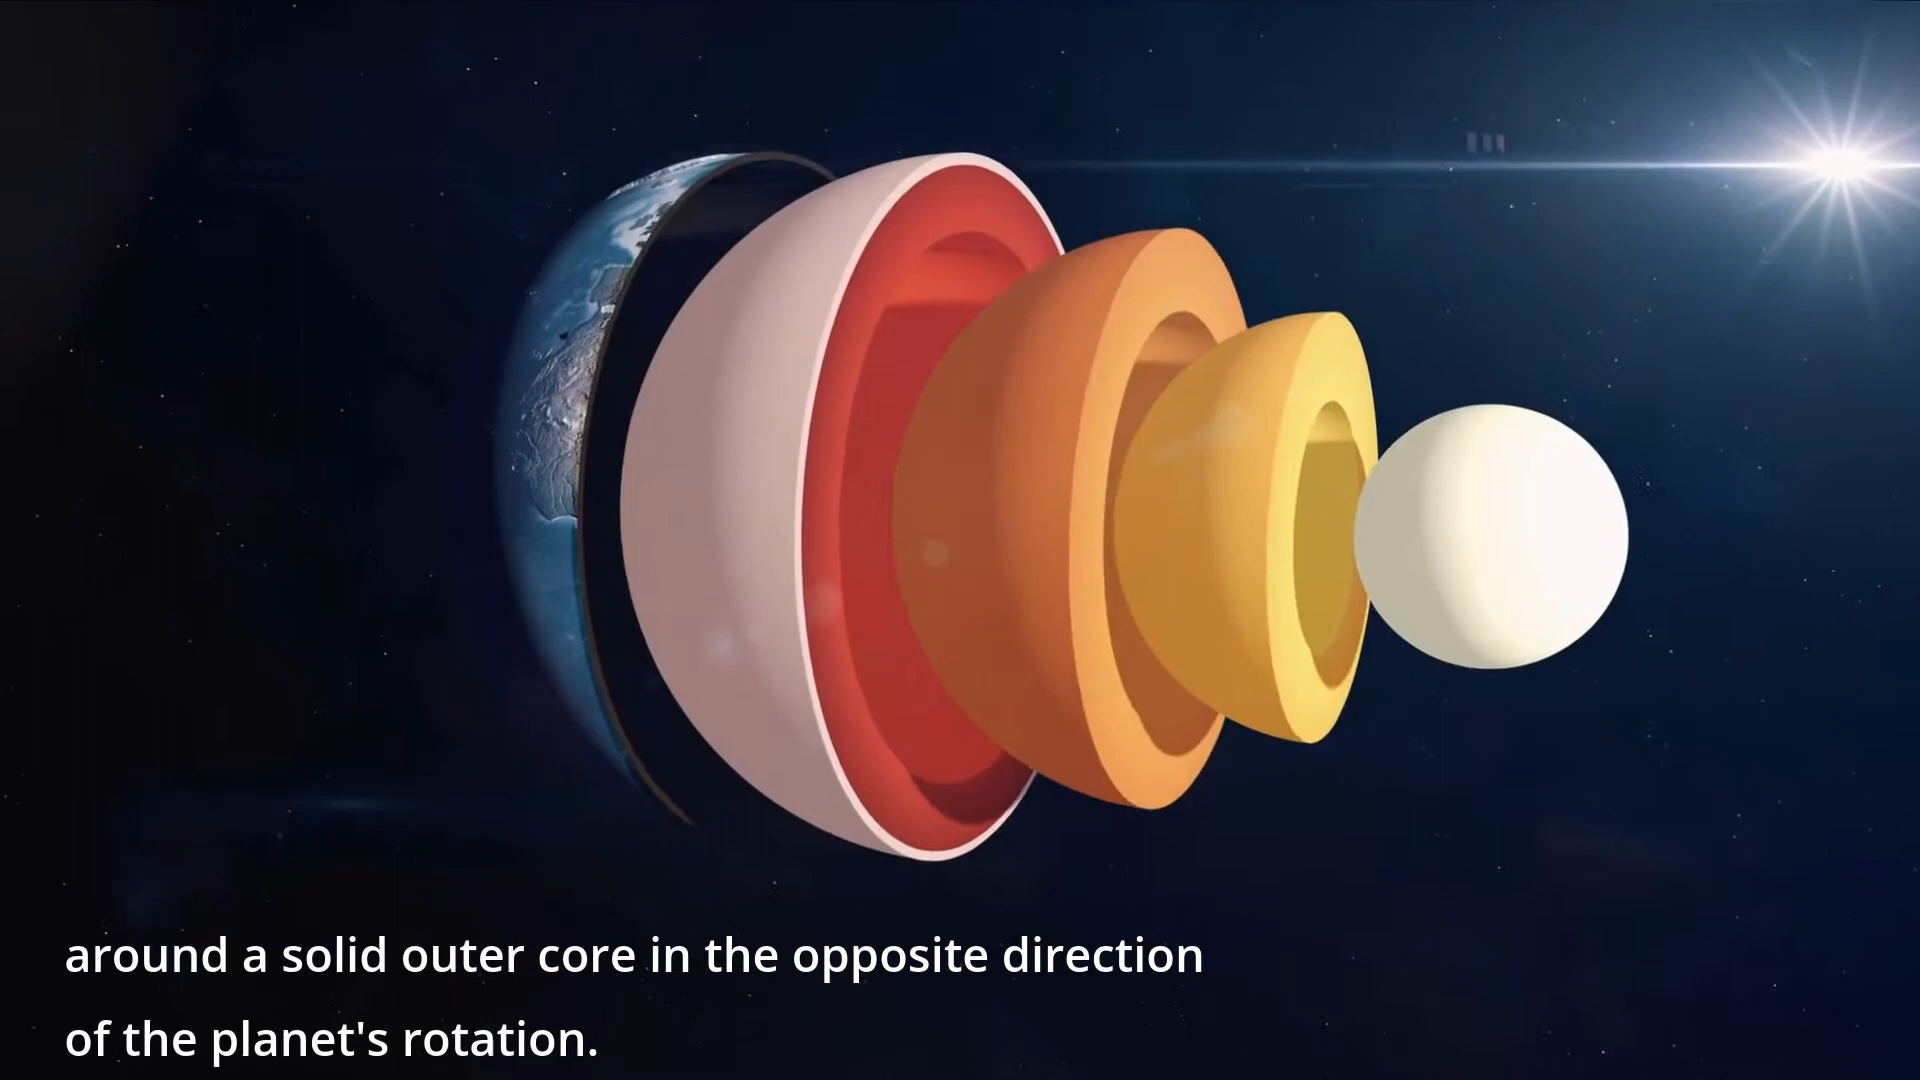 around a solid outer core in the opposite direction
of the planet's rotation.